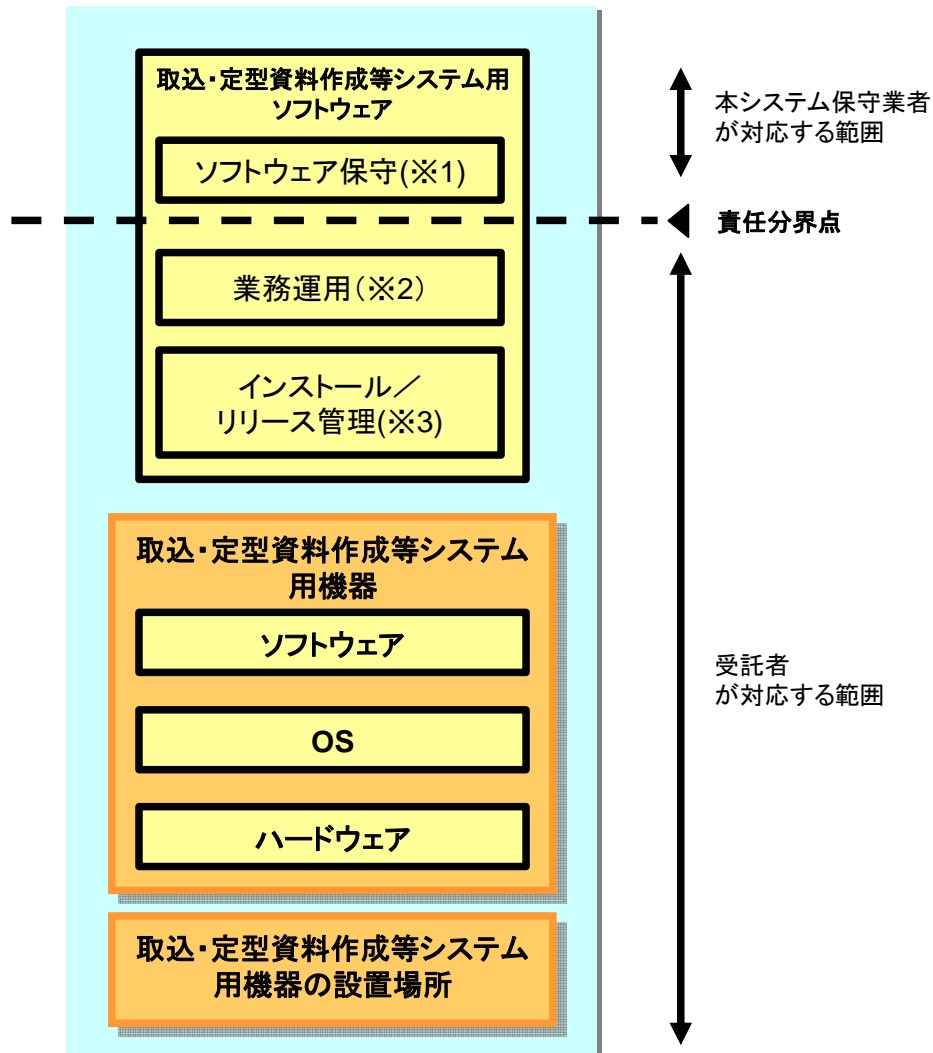 取込・定型資料作成等システム用
ソフトウェア
ソフトウェア保守(※1)
本システム保守業者
が対応する範囲
責任分界点
業務運用(※2)
インストール/
リリース管理(※3)
取込・定型資料作成等システム
用機器
ソフトウェア
OS
ハードウェア
受託者
が対応する範囲
取込・定型資料作成等システム
用機器の設置場所